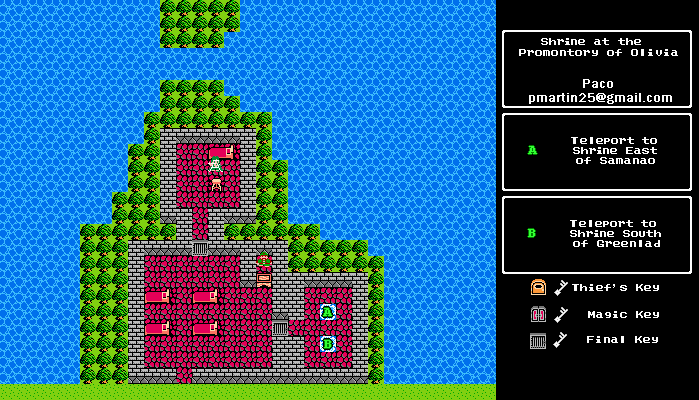 Shrine at the
Promontory of Olivia
Paco
pmartin25@gmail.com
A
Teleport to
Shrine East
of Samanao
B
Teleport to
Shrine South
of Greenlad
Thief's Key
Magic Key
Final Key
A
B